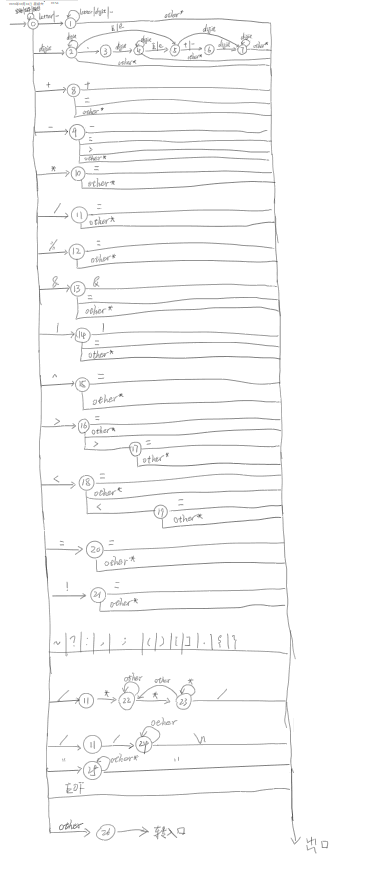 letter|_ letter|digit|_ other*
0 1
E|e
digit digit . digit digit E|e +|- digit digit other*
2 3 4 5 6 7
other* other*
+ 8 +
=
other*
- 9 -
=
>
other*
* 10 =
other*
/ 11 =
other*
% 12 =
other*
& 13 &
=
other*
| 14 |
=
other*
^ 15 =
other*
> 16 =
other*
> 17 =
other*
< 18 =
other*
< 19 =
other*
= 20 =
other*
! 21 =
other*
~ | ? | : | , | ; | ( | ) | [ | ] | . | { | }
other other *
/ 11 * 22 * 23 /
other
/ 11 / 24 \n
" 25 other* "
EOF
other 26 转入口
出口